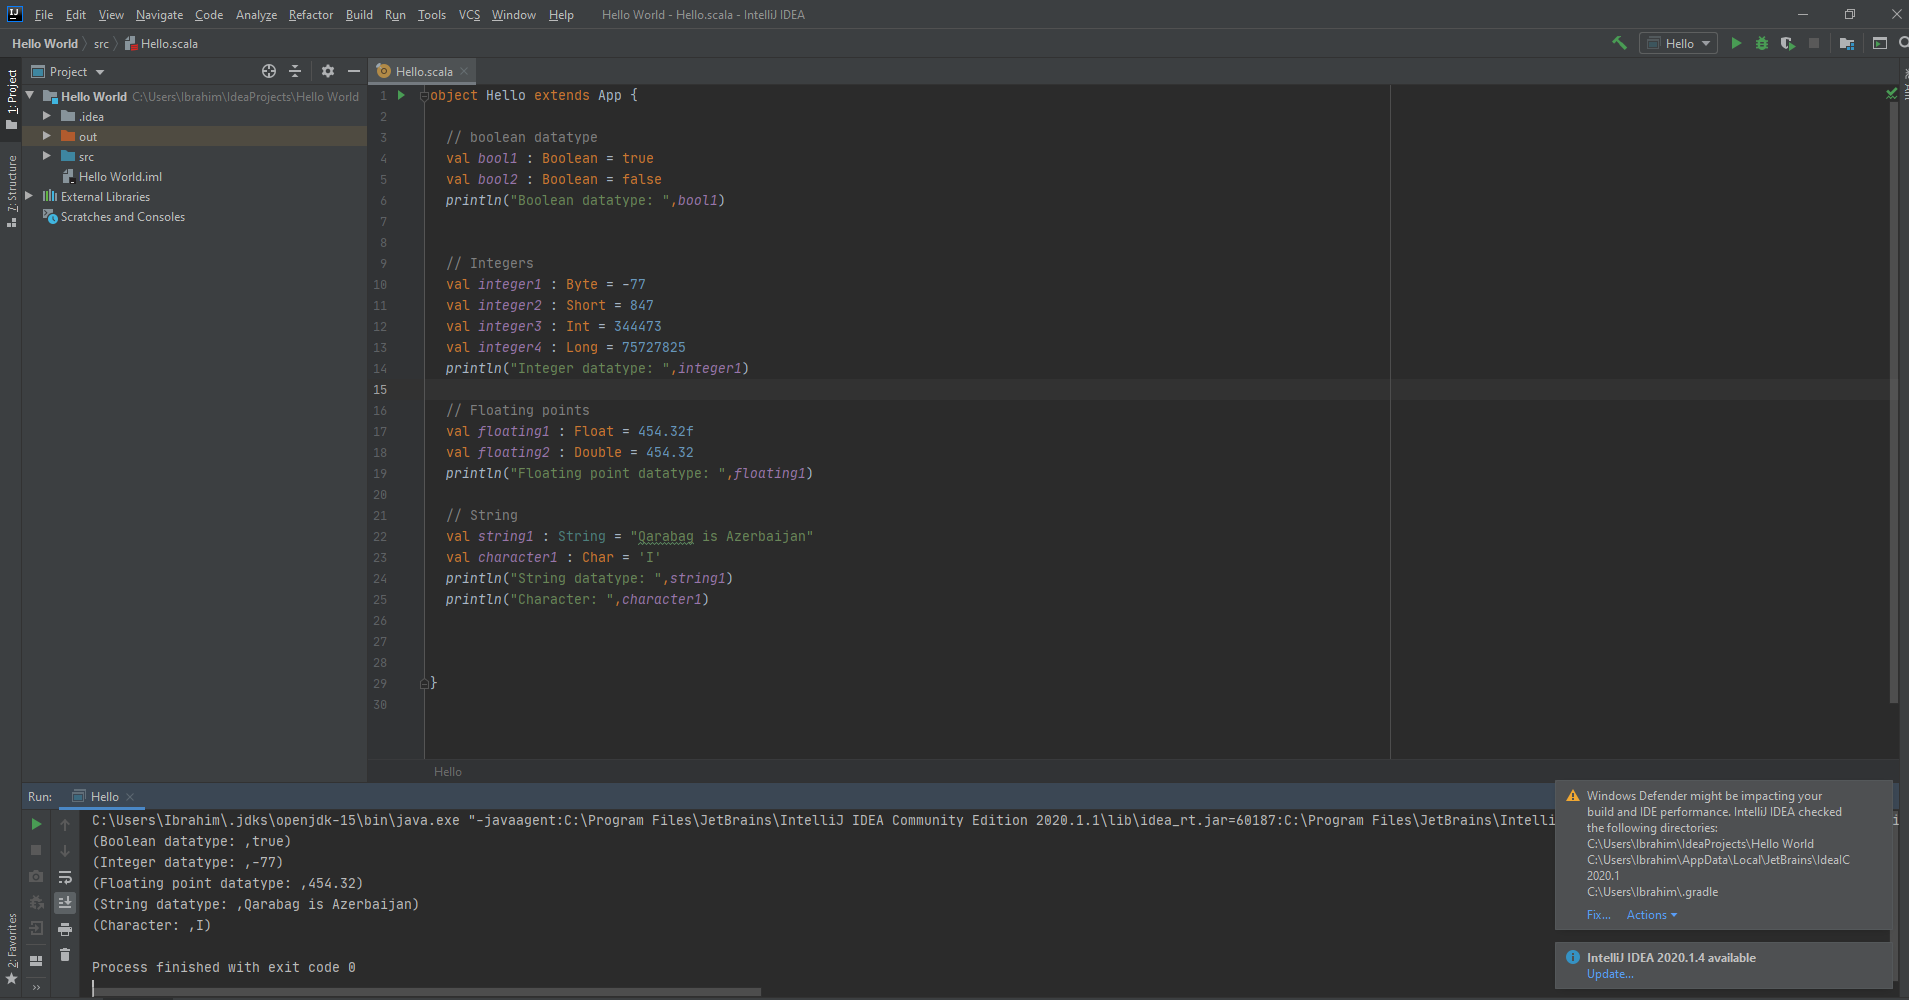 File Edit View Navigate Code Analyze Refactor Build Run Tools VCS Window Help Hello World - Hello.scala - IntelliJ IDEA
Hello World src Hello.scala Hello
1: Project
7: Structure
2: Favorites
Project
Hello World C:\Users\Ibrahim\IdeaProjects\Hello World
.idea
out
src
Hello World.iml
External Libraries
Scratches and Consoles
Hello.scala
1 object Hello extends App {
2
3 // boolean datatype
4 val bool1 : Boolean = true
5 val bool2 : Boolean = false
6 println("Boolean datatype: ",bool1)
7
8
9 // Integers
10 val integer1 : Byte = -77
11 val integer2 : Short = 847
12 val integer3 : Int = 344473
13 val integer4 : Long = 75727825
14 println("Integer datatype: ",integer1)
15
16 // Floating points
17 val floating1 : Float = 454.32f
18 val floating2 : Double = 454.32
19 println("Floating point datatype: ",floating1)
20
21 // String
22 val string1 : String = "Qarabag is Azerbaijan"
23 val character1 : Char = 'I'
24 println("String datatype: ",string1)
25 println("Character: ",character1)
26
27
28
29 }
30
Hello
Run: Hello
C:\Users\Ibrahim\.jdks\openjdk-15\bin\java.exe "-javaagent:C:\Program Files\JetBrains\IntelliJ IDEA Community Edition 2020.1.1\lib\idea_rt.jar=60187:C:\Program Files\JetBrains\Intelli
(Boolean datatype: ,true)
(Integer datatype: ,-77)
(Floating point datatype: ,454.32)
(String datatype: ,Qarabag is Azerbaijan)
(Character: ,I)
Process finished with exit code 0
Windows Defender might be impacting your
build and IDE performance. IntelliJ IDEA checked
the following directories:
C:\Users\Ibrahim\IdeaProjects\Hello World
C:\Users\Ibrahim\AppData\Local\JetBrains\IdeaIC
2020.1
C:\Users\Ibrahim\.gradle
Fix... Actions
IntelliJ IDEA 2020.1.4 available
Update...